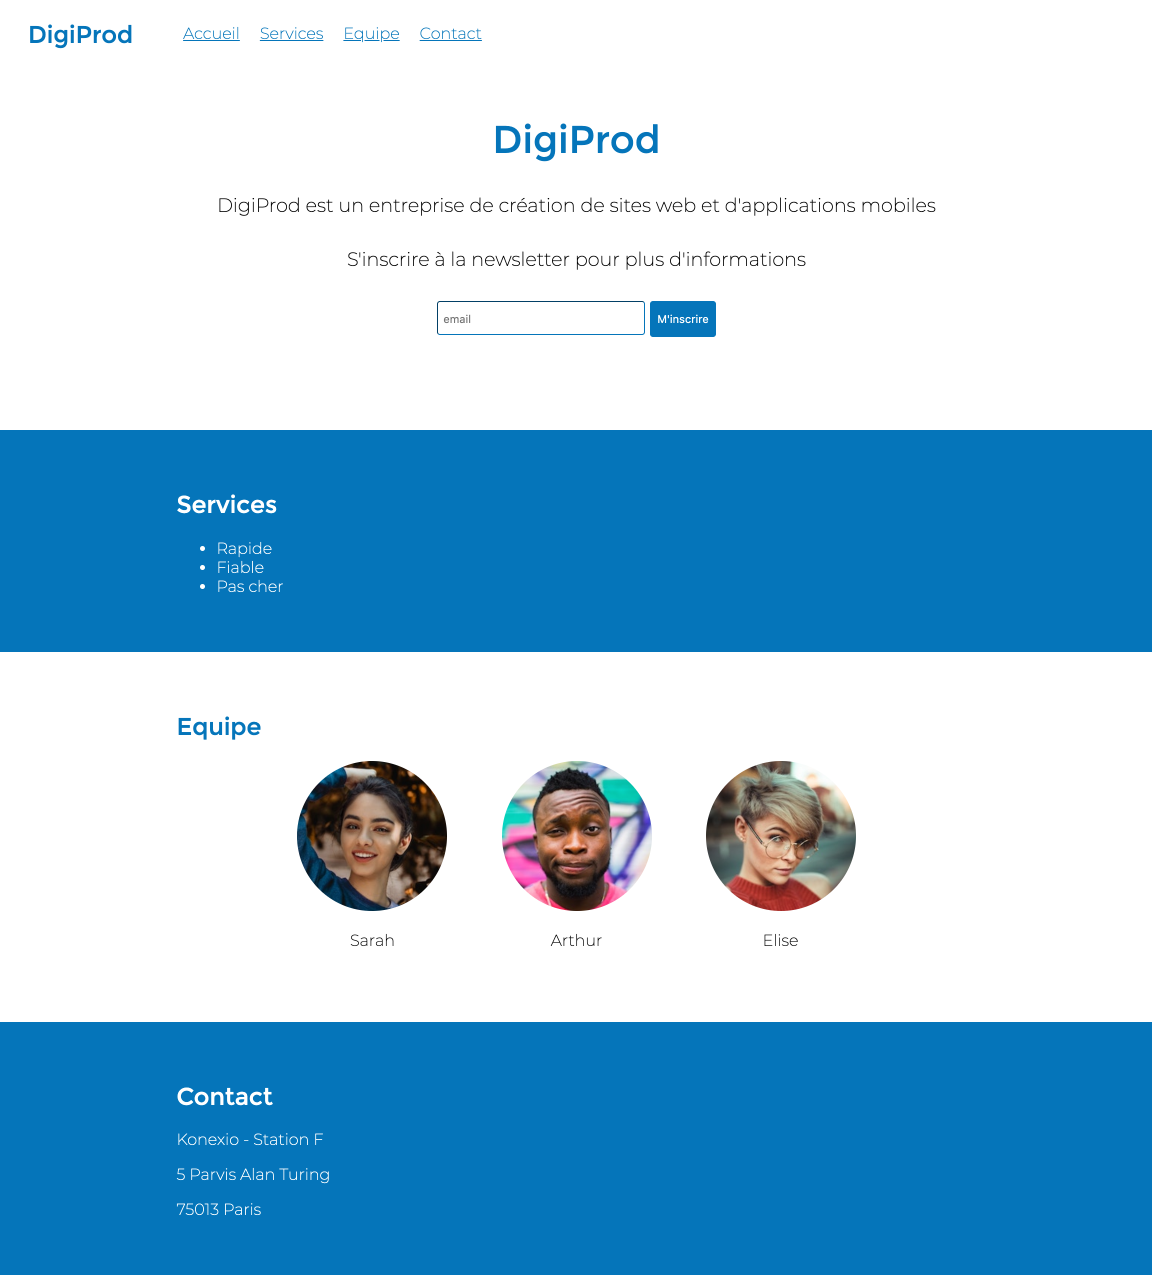 DigiProd
Accueil Services Equipe Contact
DigiProd
DigiProd est un entreprise de création de sites web et d'applications mobiles
S'inscrire à la newsletter pour plus d'informations
email
M'inscrire
Services
Rapide
Fiable
Pas cher
Equipe
Sarah
Arthur
Elise
Contact
Konexio - Station F
5 Parvis Alan Turing
75013 Paris